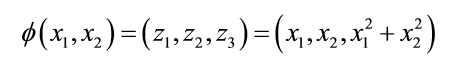 ϕ(x₁, x₂) = (z₁, z₂, z₃) = (x₁, x₂, x₁² + x₂²)